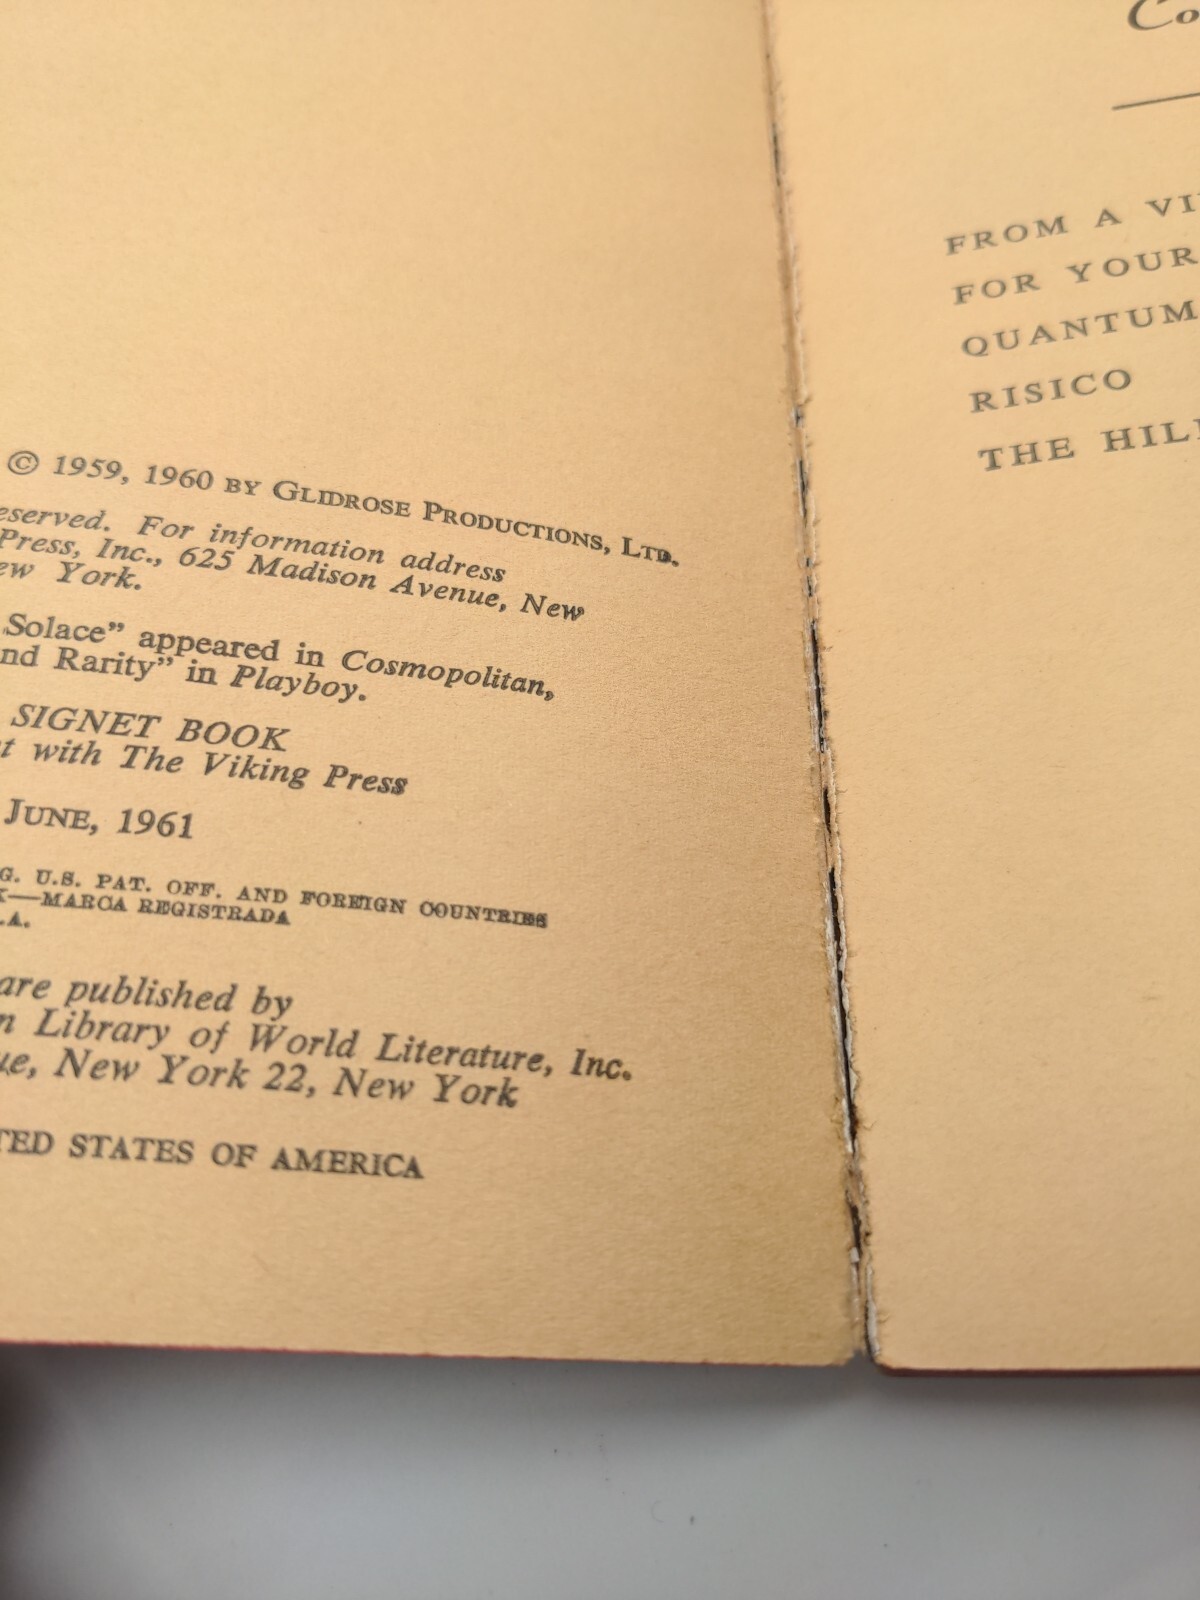 © 1959, 1960 BY GLIDROSE PRODUCTIONS, LTD.
eserved. For information address
Press, Inc., 625 Madison Avenue, New
ew York.
Solace” appeared in Cosmopolitan,
nd Rarity” in Playboy.
SIGNET BOOK
t with The Viking Press
JUNE, 1961
G. U.S. PAT. OFF. AND FOREIGN COUNTRIES
K—MARCA REGISTRADA
.A.
are published by
n Library of World Literature, Inc.
ue, New York 22, New York
TED STATES OF AMERICA
Co
FROM A VI
FOR YOUR
QUANTUM
RISICO
THE HIL